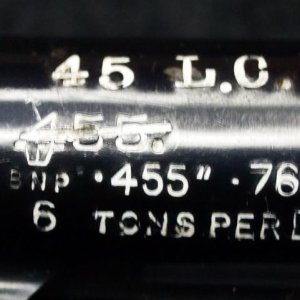 45 L.C.
455.
BNP .455" .76
6 TONS PER